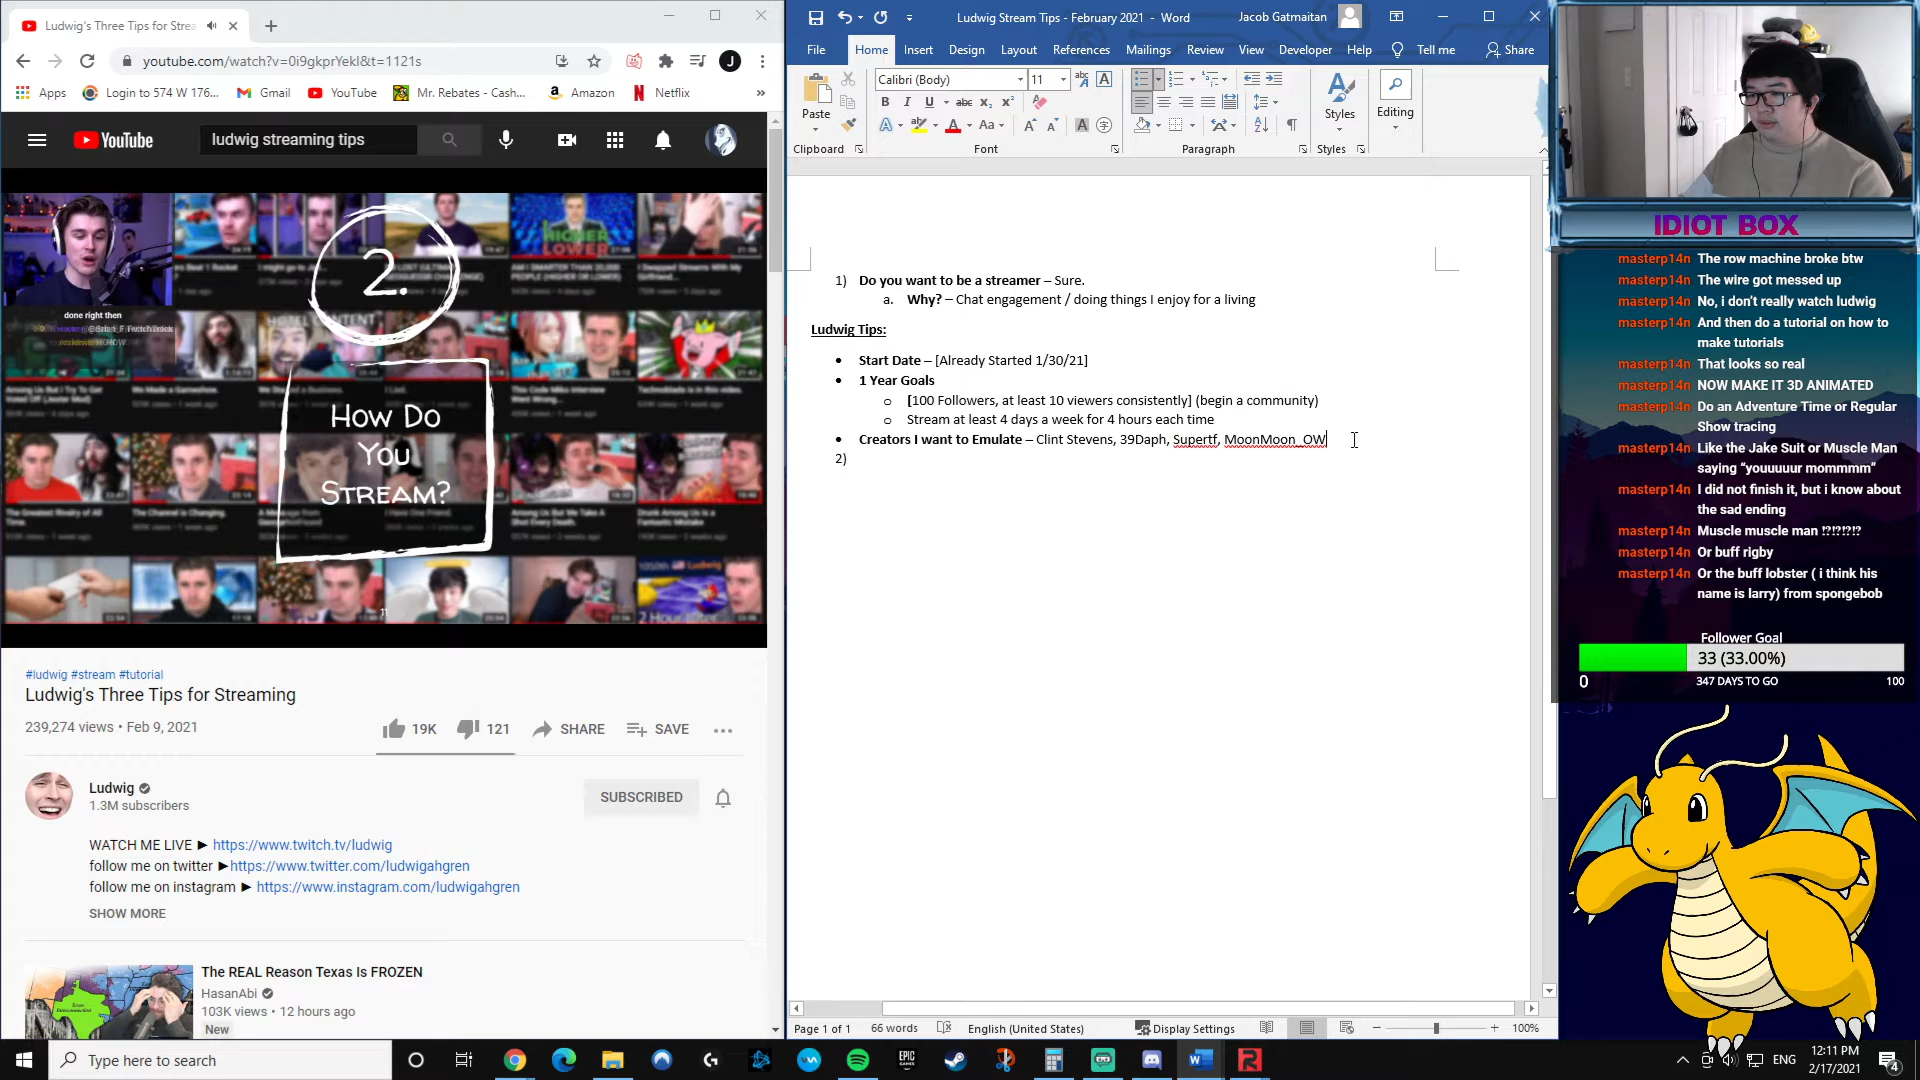 Ludwig's Three Tips for Strea
youtube.com/watch?v=0i9gkprYekI&t=1121s
Apps
Login to 574 W 176...
Gmail
YouTube
Mr. Rebates - Cash...
Amazon
Netflix
»
YouTube
ludwig streaming tips
done right then
2.
How Do
You
Stream?
11
#ludwig #stream #tutorial
Ludwig's Three Tips for Streaming
239,274 views • Feb 9, 2021
19K
121
SHARE
SAVE
Ludwig
1.3M subscribers
SUBSCRIBED
WATCH ME LIVE ► https://www.twitch.tv/ludwig
follow me on twitter ►https://www.twitter.com/ludwigahgren
follow me on instagram ► https://www.instagram.com/ludwigahgren
SHOW MORE
The REAL Reason Texas Is FROZEN
HasanAbi
103K views • 12 hours ago
New
Ludwig Stream Tips - February 2021 - Word
Jacob Gatmaitan
File
Home
Insert
Design
Layout
References
Mailings
Review
View
Developer
Help
Tell me
Share
Calibri (Body)
11
Paste
Styles
Editing
Clipboard
Font
Paragraph
Styles
1) Do you want to be a streamer – Sure.
a. Why? – Chat engagement / doing things I enjoy for a living
Ludwig Tips:
• Start Date – [Already Started 1/30/21]
• 1 Year Goals
o [100 Followers, at least 10 viewers consistently] (begin a community)
o Stream at least 4 days a week for 4 hours each time
• Creators I want to Emulate – Clint Stevens, 39Daph, Supertf, MoonMoon_OW
2)
Page 1 of 1
66 words
English (United States)
Display Settings
100%
IDIOT BOX
masterp14n The row machine broke btw
masterp14n The wire got messed up
masterp14n No, i don't really watch ludwig
masterp14n And then do a tutorial on how to
make tutorials
masterp14n That looks so real
masterp14n NOW MAKE IT 3D ANIMATED
masterp14n Do an Adventure Time or Regular
Show tracing
masterp14n Like the Jake Suit or Muscle Man
saying “youuuuur mommmm”
masterp14n I did not finish it, but i know about
the sad ending
masterp14n Muscle muscle man !?!?!?!?
masterp14n Or buff rigby
masterp14n Or the buff lobster ( i think his
name is larry) from spongebob
Follower Goal
33 (33.00%)
0
347 DAYS TO GO
100
Type here to search
ENG
12:11 PM
2/17/2021
4